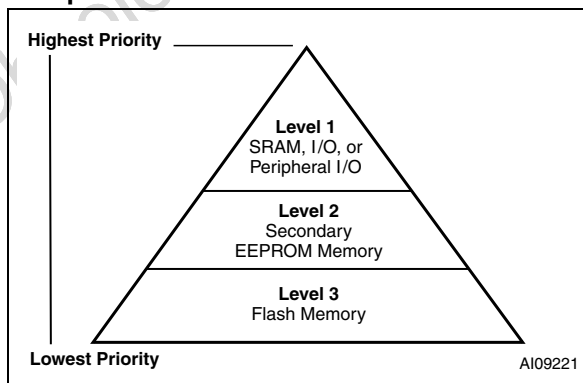 Highest Priority
Level 1
SRAM, I/O, or
Peripheral I/O
Level 2
Secondary
EEPROM Memory
Level 3
Flash Memory
Lowest Priority
AI09221